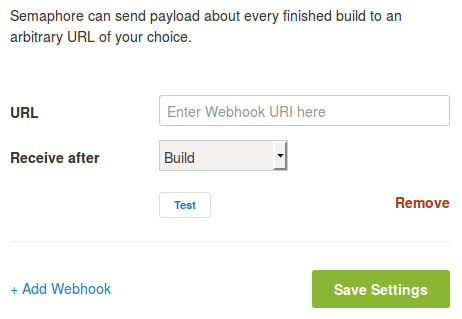 Semaphore can send payload about every finished build to an
arbitrary URL of your choice.
URL
Enter Webhook URI here
Receive after
Build
Test
Remove
+ Add Webhook
Save Settings